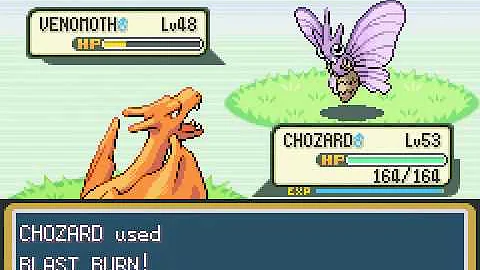 VENOMOTH♂ Lv48
HP
CHOZARD♂ Lv53
HP
164/164
EXP
CHOZARD used
BLAST BURN!